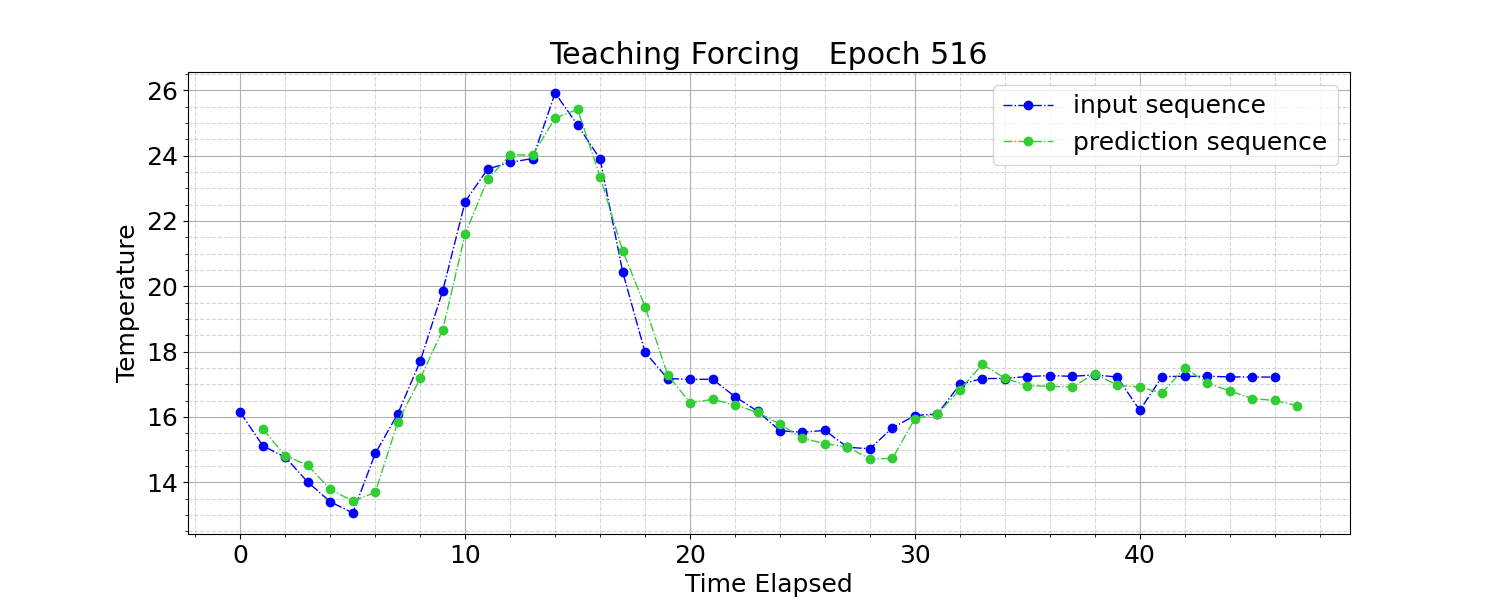 Teaching Forcing   Epoch 516
input sequence
prediction sequence
Temperature
26
24
22
20
18
16
14
0 10 20 30 40
Time Elapsed